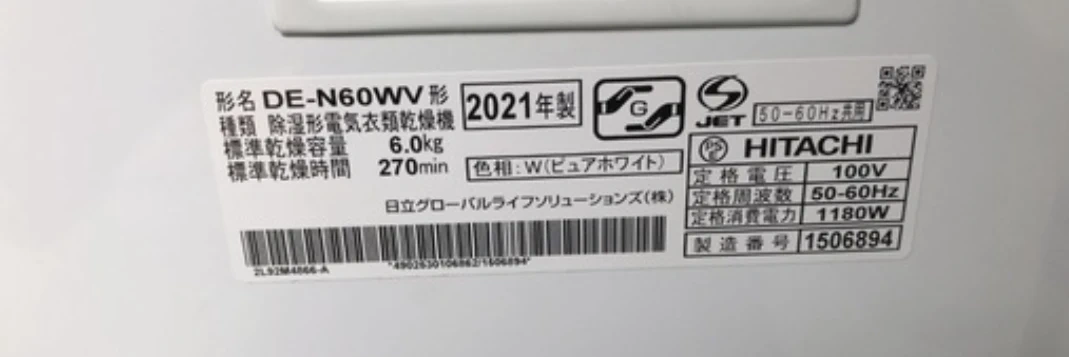 形名 DE-N60WV 形
種類 除湿形電気衣類乾燥機
標準乾燥容量 6.0kg
標準乾燥時間 270min
2021年製
G
JET
50-60Hz共用
色相:W(ピュアホワイト)
日立グローバルライフソリューションズ(株)
PS
E
HITACHI
定格電圧 100V
定格周波数 50-60Hz
定格消費電力 1180W
製造番号 1506894
2L92M4866-A
*4902530106862/1506894*